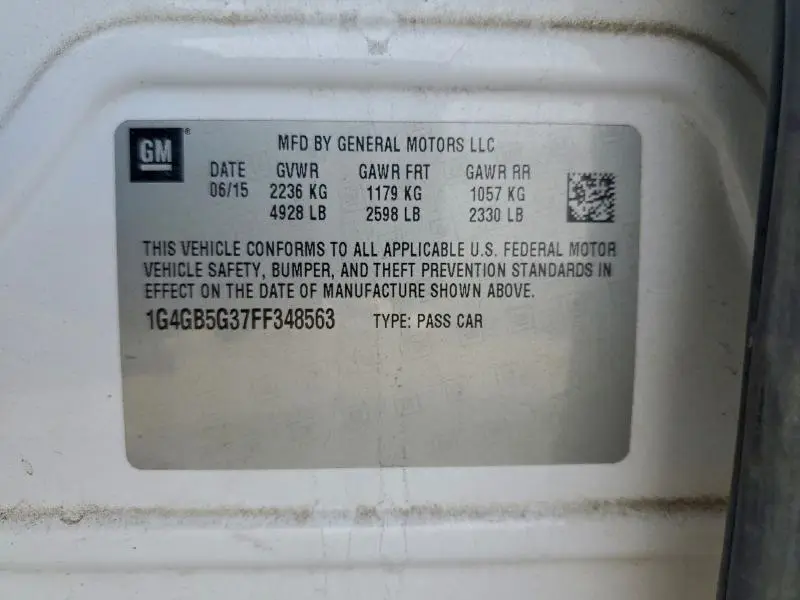 GM
MFD BY GENERAL MOTORS LLC
DATE GVWR GAWR FRT GAWR RR
06/15 2236 KG 1179 KG 1057 KG
4928 LB 2598 LB 2330 LB
THIS VEHICLE CONFORMS TO ALL APPLICABLE U.S. FEDERAL MOTOR
VEHICLE SAFETY, BUMPER, AND THEFT PREVENTION STANDARDS IN
EFFECT ON THE DATE OF MANUFACTURE SHOWN ABOVE.
1G4GB5G37FF348563 TYPE: PASS CAR